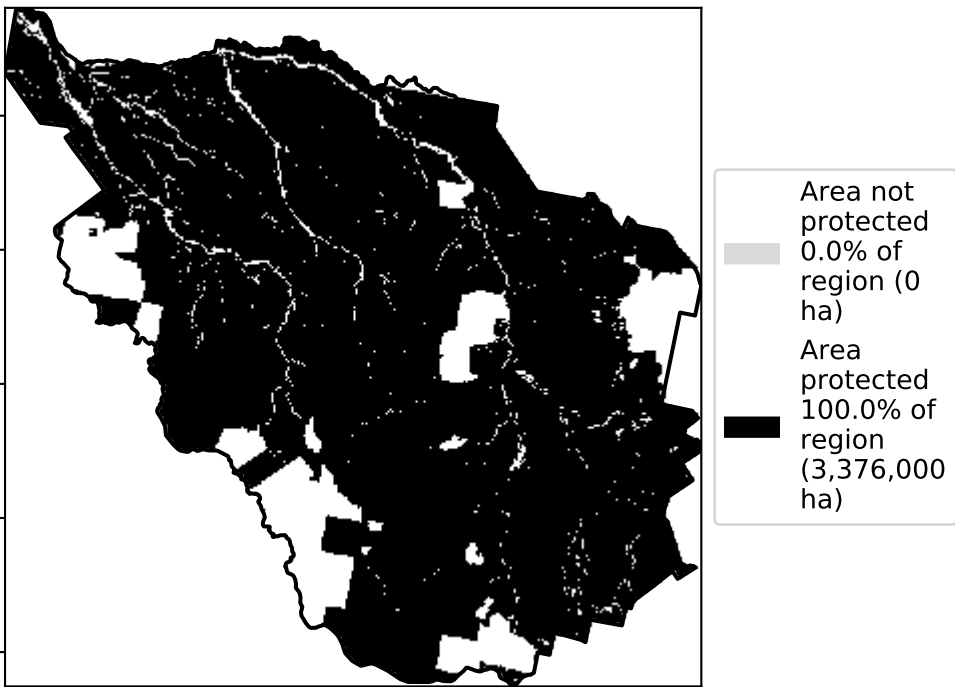 Area not
protected
0.0% of
region (0
ha)
Area
protected
100.0% of
region
(3,376,000
ha)